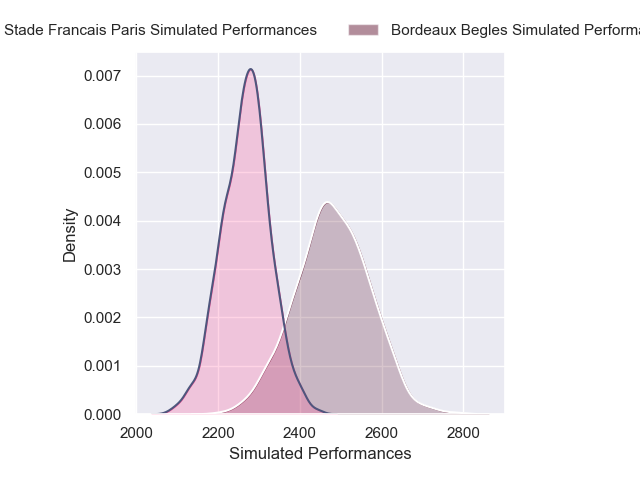 Stade Francais Paris Simulated Performances
Bordeaux Begles Simulated Performa
0.007
0.006
0.005
0.004
0.003
0.002
0.001
0.000
Density
2000 2200 2400 2600 2800
Simulated Performances